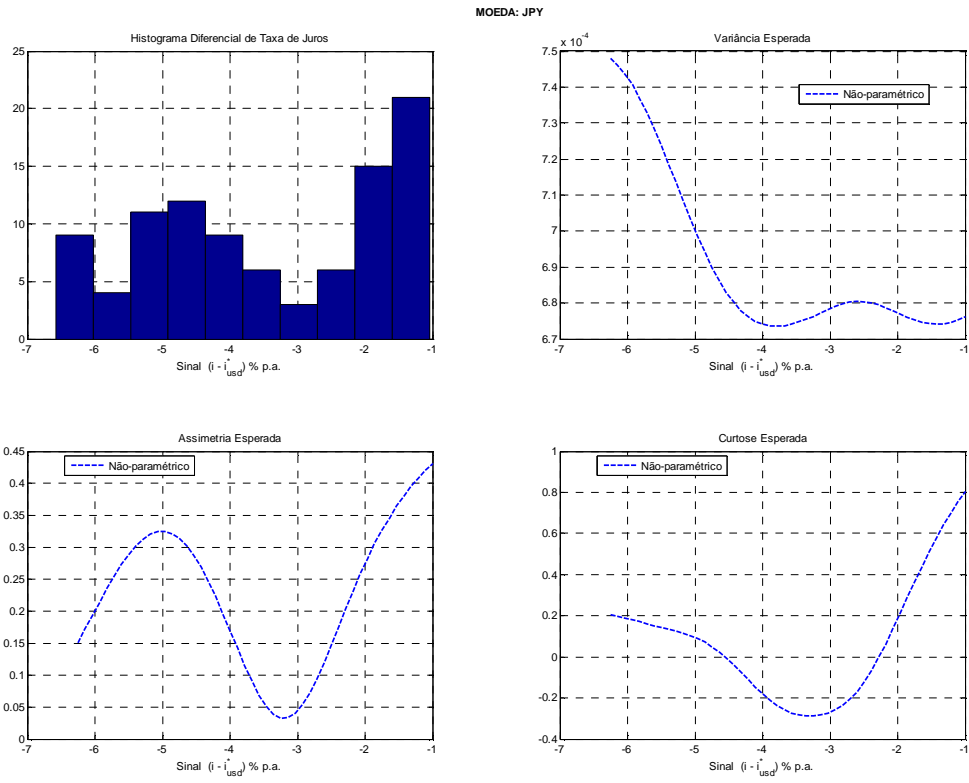 MOEDA: JPY
Histograma Diferencial de Taxa de Juros
25
20
15
10
5
0
-7 -6 -5 -4 -3 -2 -1
Sinal (i - i*usd) % p.a.
Variância Esperada
x 10-4
7.5
7.4
7.3
7.2
7.1
7
6.9
6.8
6.7
Não-paramétrico
-7 -6 -5 -4 -3 -2 -1
Sinal (i - i*usd) % p.a.
Assimetria Esperada
0.45
0.4
0.35
0.3
0.25
0.2
0.15
0.1
0.05
0
Não-paramétrico
-7 -6 -5 -4 -3 -2 -1
Sinal (i - i*usd) % p.a.
Curtose Esperada
1
0.8
0.6
0.4
0.2
0
-0.2
-0.4
Não-paramétrico
-7 -6 -5 -4 -3 -2 -1
Sinal (i - i*usd) % p.a.